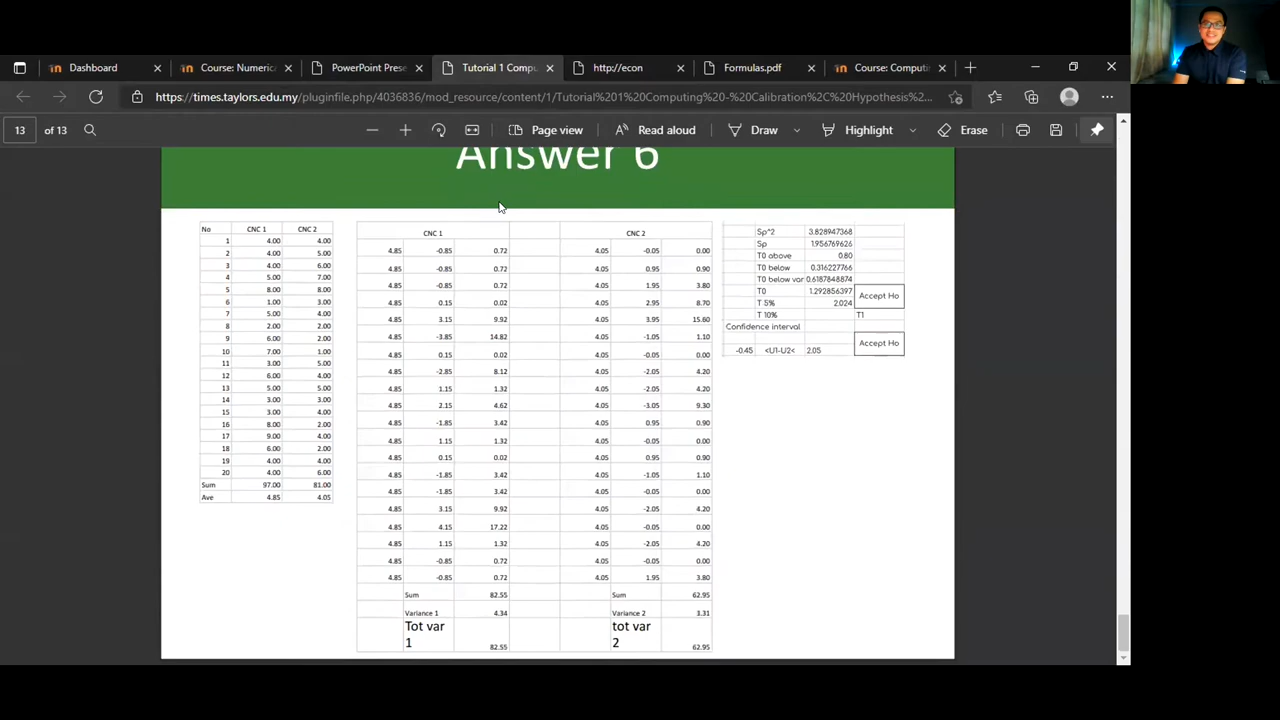 Dashboard
Course: Numeric
PowerPoint Prese
Tutorial 1 Compu
http://econ
Formulas.pdf
Course: Computi
https://times.taylors.edu.my/pluginfile.php/4036836/mod_resource/content/1/Tutorial%201%20Computing%20-%20Calibration%2C%20Hypothesis%2...
13 of 13
Page view
Read aloud
Draw
Highlight
Erase
Answer 6
No CNC 1 CNC 2
1 4.00 4.00
2 4.00 5.00
3 4.00 6.00
4 5.00 7.00
5 8.00 8.00
6 1.00 3.00
7 5.00 4.00
8 2.00 2.00
9 6.00 2.00
10 7.00 1.00
11 3.00 5.00
12 6.00 4.00
13 5.00 5.00
14 3.00 3.00
15 3.00 4.00
16 8.00 2.00
17 9.00 4.00
18 6.00 2.00
19 4.00 4.00
20 4.00 6.00
Sum 97.00 81.00
Ave 4.85 4.05
CNC 1 CNC 2
4.85 -0.85 0.72 4.05 -0.05 0.00
4.85 -0.85 0.72 4.05 0.95 0.90
4.85 -0.85 0.72 4.05 1.95 3.80
4.85 0.15 0.02 4.05 2.95 8.70
4.85 3.15 9.92 4.05 3.95 15.60
4.85 -3.85 14.82 4.05 -1.05 1.10
4.85 0.15 0.02 4.05 -0.05 0.00
4.85 -2.85 8.12 4.05 -2.05 4.20
4.85 1.15 1.32 4.05 -2.05 4.20
4.85 2.15 4.62 4.05 -3.05 9.30
4.85 -1.85 3.42 4.05 0.95 0.90
4.85 1.15 1.32 4.05 -0.05 0.00
4.85 0.15 0.02 4.05 0.95 0.90
4.85 -1.85 3.42 4.05 -1.05 1.10
4.85 -1.85 3.42 4.05 -0.05 0.00
4.85 3.15 9.92 4.05 -2.05 4.20
4.85 4.15 17.22 4.05 -0.05 0.00
4.85 1.15 1.32 4.05 -2.05 4.20
4.85 -0.85 0.72 4.05 -0.05 0.00
4.85 -0.85 0.72 4.05 1.95 3.80
Sum 82.55 Sum 62.95
Variance 1 4.34 Variance 2 3.31
Tot var 1 82.55 tot var 2 62.95
Sp^2 3.828947368
Sp 1.956769626
T0 above 0.80
T0 below 0.316227766
T0 below var 0.6187848874
T0 1.292856397 Accept Ho
T 5% 2.024
T 10% T1
Confidence interval
Accept Ho
-0.45 <U1-U2< 2.05